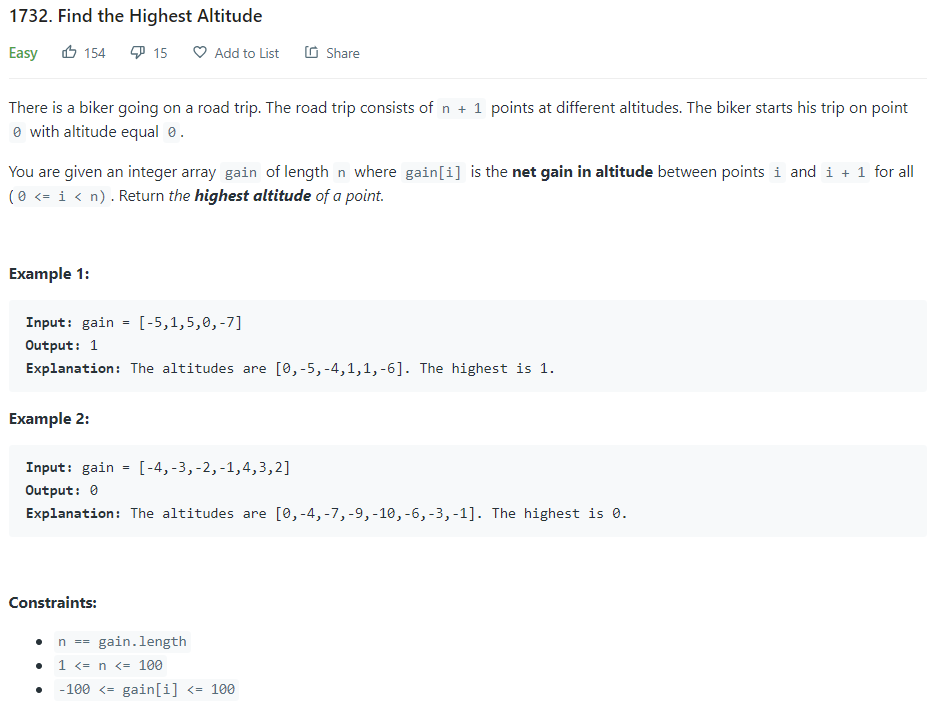 1732. Find the Highest Altitude
Easy 154 15 Add to List Share
There is a biker going on a road trip. The road trip consists of n + 1 points at different altitudes. The biker starts his trip on point
0 with altitude equal 0.
You are given an integer array gain of length n where gain[i] is the net gain in altitude between points i and i + 1 for all
(0 <= i < n). Return the highest altitude of a point.
Example 1:
Input: gain = [-5,1,5,0,-7]
Output: 1
Explanation: The altitudes are [0,-5,-4,1,1,-6]. The highest is 1.
Example 2:
Input: gain = [-4,-3,-2,-1,4,3,2]
Output: 0
Explanation: The altitudes are [0,-4,-7,-9,-10,-6,-3,-1]. The highest is 0.
Constraints:
• n == gain.length
• 1 <= n <= 100
• -100 <= gain[i] <= 100